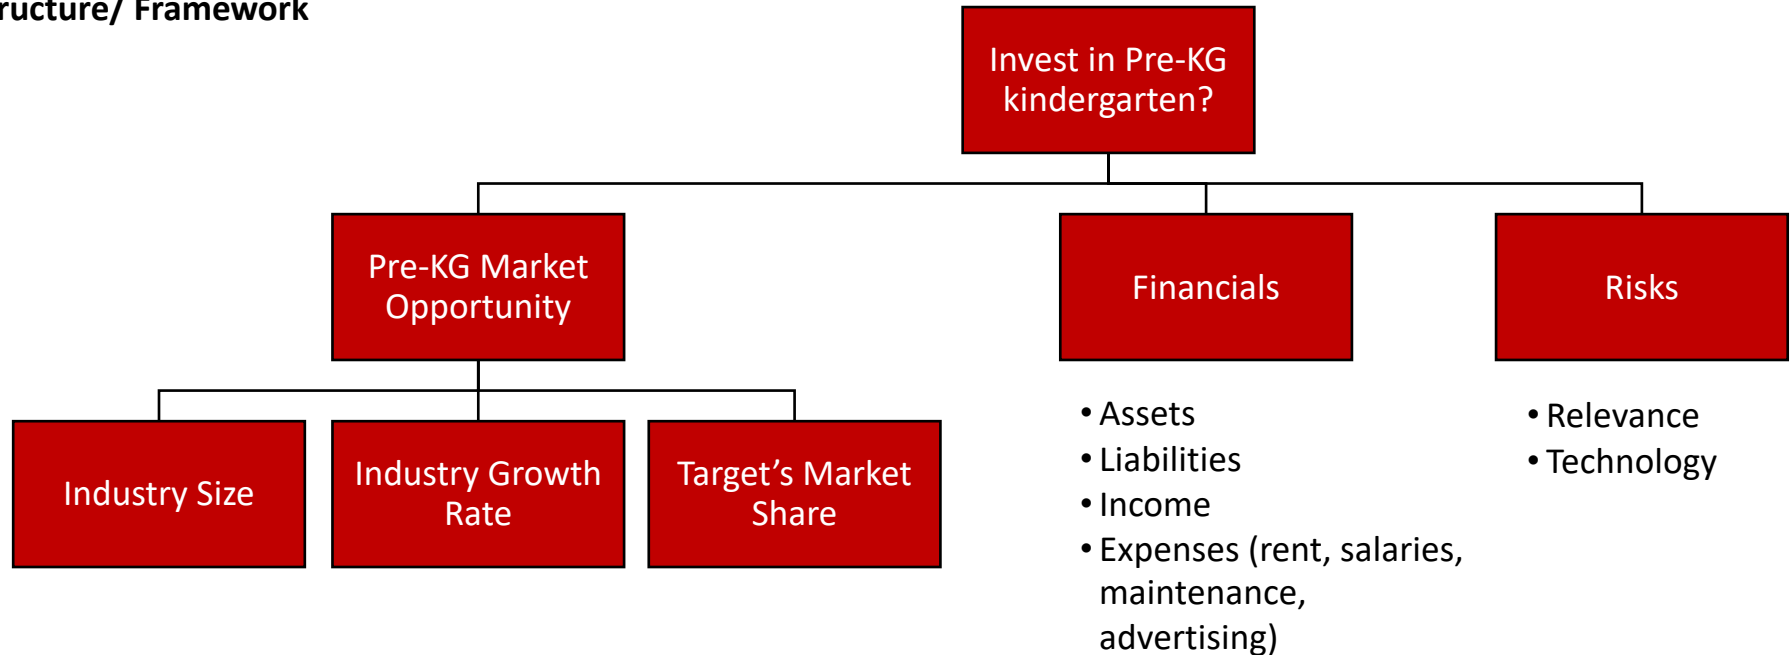 ructure/ Framework
Invest in Pre-KG
kindergarten?
Pre-KG Market
Opportunity
Financials
Risks
Industry Size
Industry Growth
Rate
Target's Market
Share
• Assets
• Liabilities
• Income
• Expenses (rent, salaries,
maintenance,
advertising)
• Relevance
• Technology